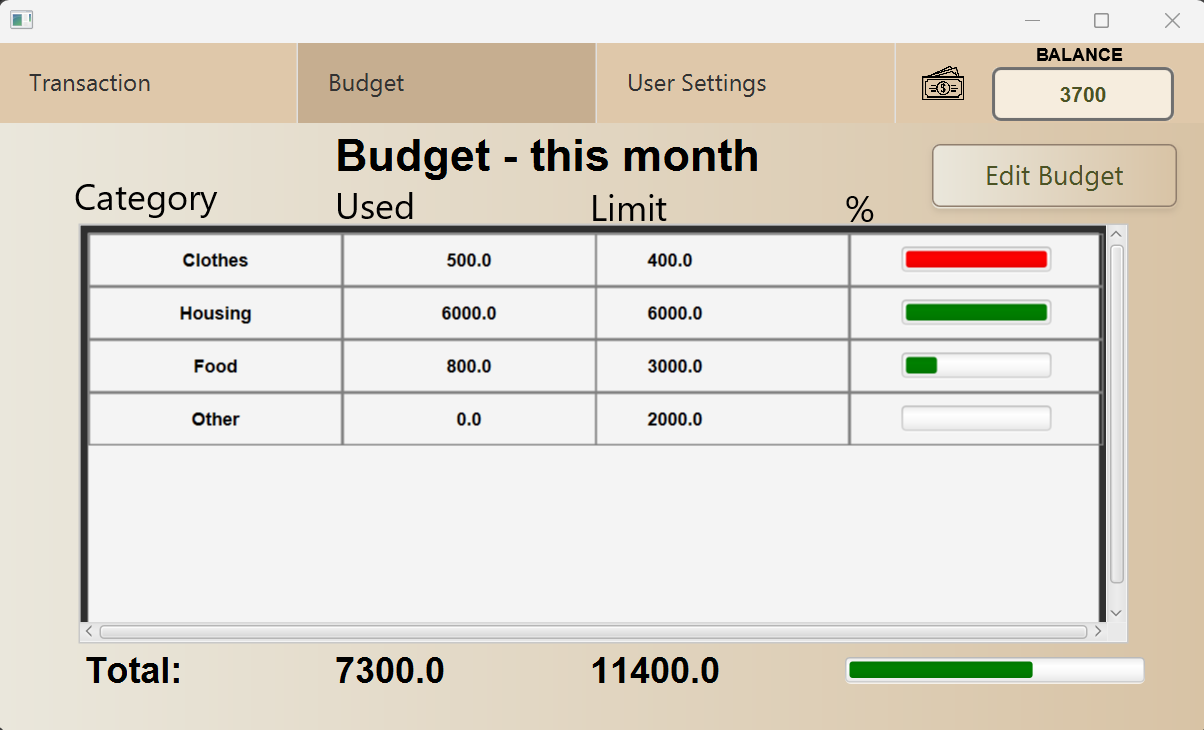 Transaction Budget User Settings BALANCE
3700
Budget - this month
Edit Budget
Category Used Limit %
Clothes 500.0 400.0
Housing 6000.0 6000.0
Food 800.0 3000.0
Other 0.0 2000.0
Total: 7300.0 11400.0